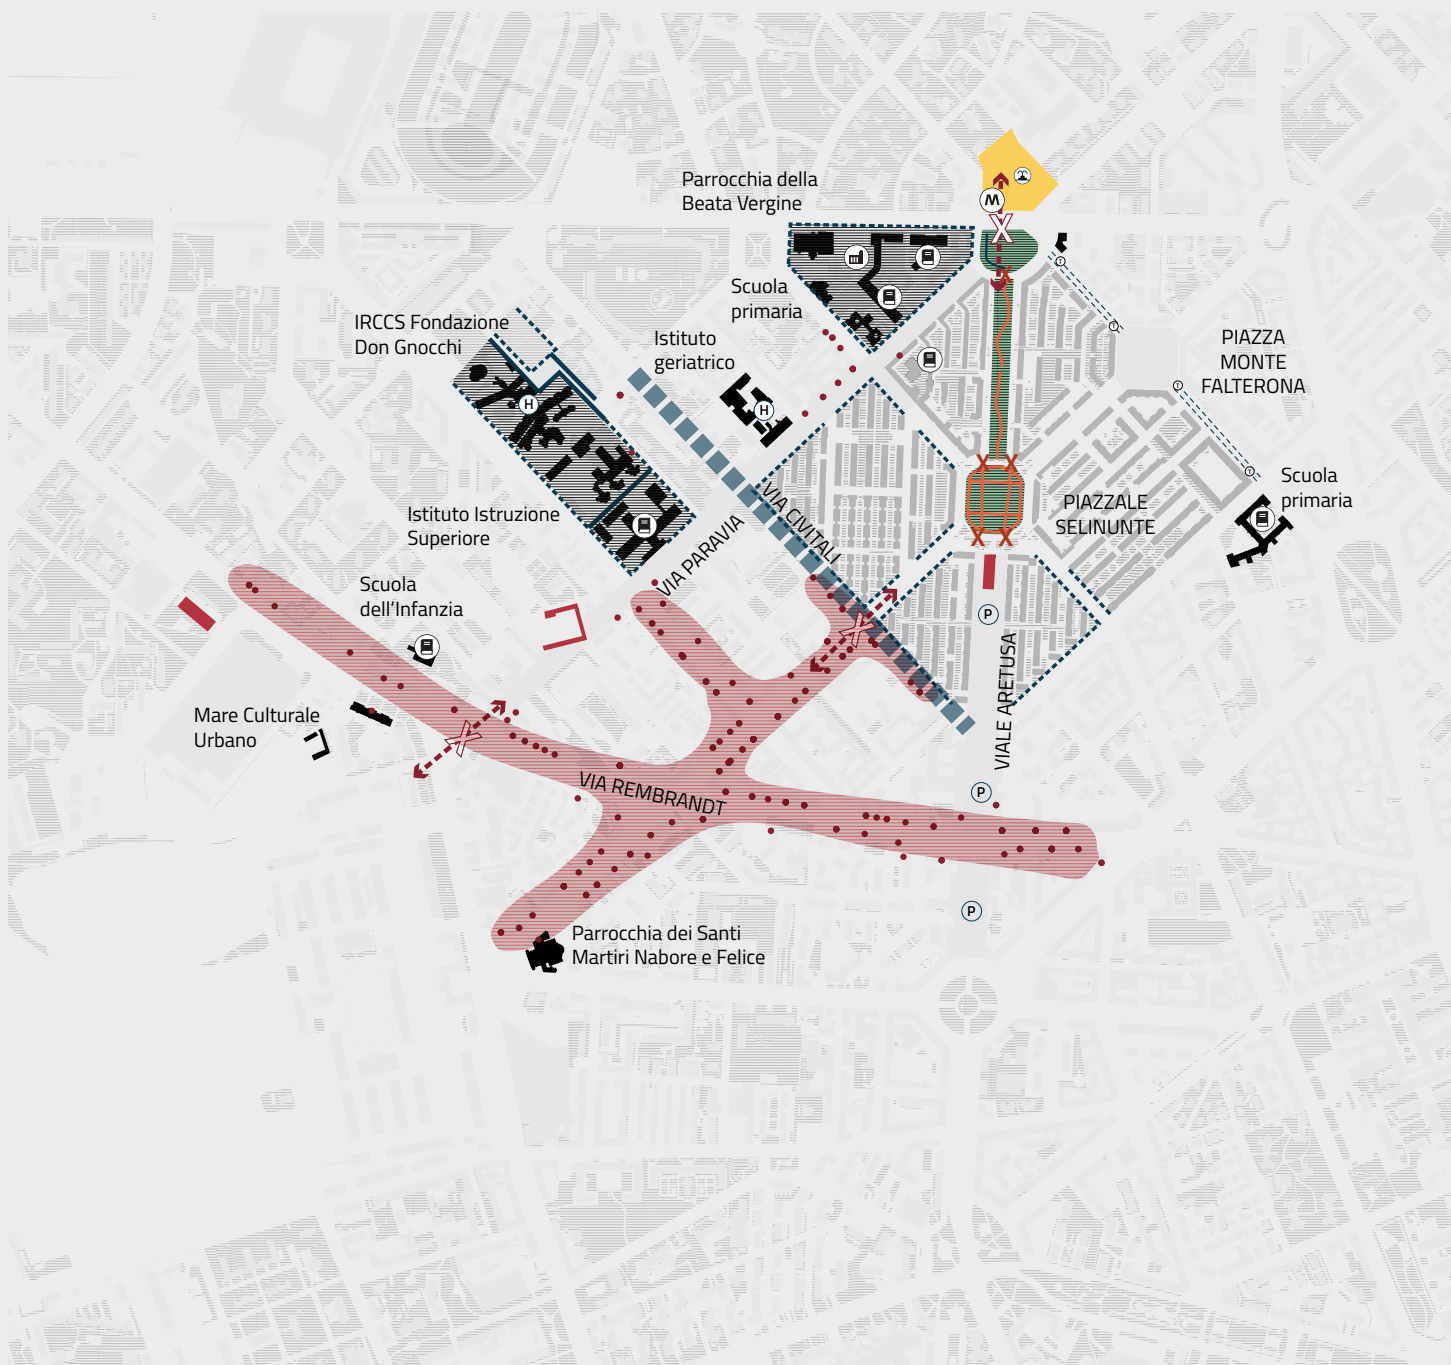 Parrocchia della
Beata Vergine
M
Scuola
primaria
IRCCS Fondazione
Don Gnocchi
Istituto
geriatrico
H
H
T
T
PIAZZA
MONTE
FALTERONA
T
T
Scuola
primaria
PIAZZALE
SELINUNTE
VIA CIVITALI
VIA PARAVIA
Istituto Istruzione
Superiore
Scuola
dell'Infanzia
P
VIALE ARETUSA
Mare Culturale
Urbano
VIA REMBRANDT
P
P
Parrocchia dei Santi
Martiri Nabore e Felice